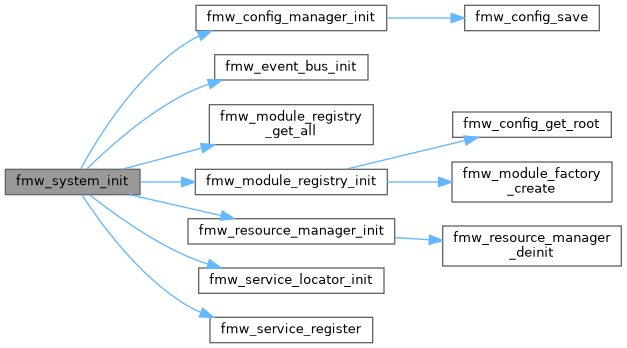 fmw_system_init
fmw_config_manager_init
fmw_config_save
fmw_event_bus_init
fmw_module_registry
_get_all
fmw_module_registry_init
fmw_config_get_root
fmw_module_factory
_create
fmw_resource_manager_init
fmw_resource_manager
_deinit
fmw_service_locator_init
fmw_service_register